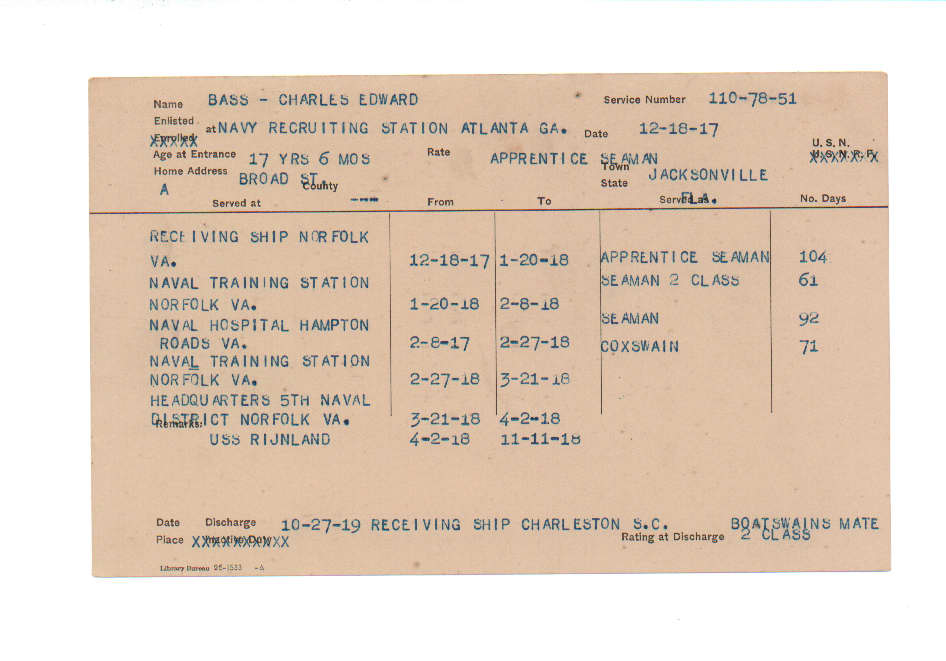 Name BASS - CHARLES EDWARD Service Number 110-78-51
Enlisted
Enrolled at NAVY RECRUITING STATION ATLANTA GA. Date 12-18-17
U. S. N.
Age at Entrance 17 YRS 6 MOS Rate APPRENTICE SEAMAN U. S. N. R. F.
Home Address BROAD ST. County Town JACKSONVILLE
A State FLA.
Served at ---- From To Served as No. Days
RECEIVING SHIP NORFOLK
VA. 12-18-17 1-20-18 APPRENTICE SEAMAN 104
NAVAL TRAINING STATION SEAMAN 2 CLASS 61
NORFOLK VA. 1-20-18 2-8-18
NAVAL HOSPITAL HAMPTON SEAMAN 92
ROADS VA. 2-8-17 2-27-18 COXSWAIN 71
NAVAL TRAINING STATION
NORFOLK VA. 2-27-18 3-21-18
HEADQUARTERS 5TH NAVAL
DISTRICT NORFOLK VA. 3-21-18 4-2-18
Remarks:
USS RIJNLAND 4-2-18 11-11-18
Date Discharge 10-27-19 RECEIVING SHIP CHARLESTON S.C. BOATSWAINS MATE
Place Inactive Duty XXXXXXXXXX Rating at Discharge 2 CLASS
Library Bureau 25-1533 -A